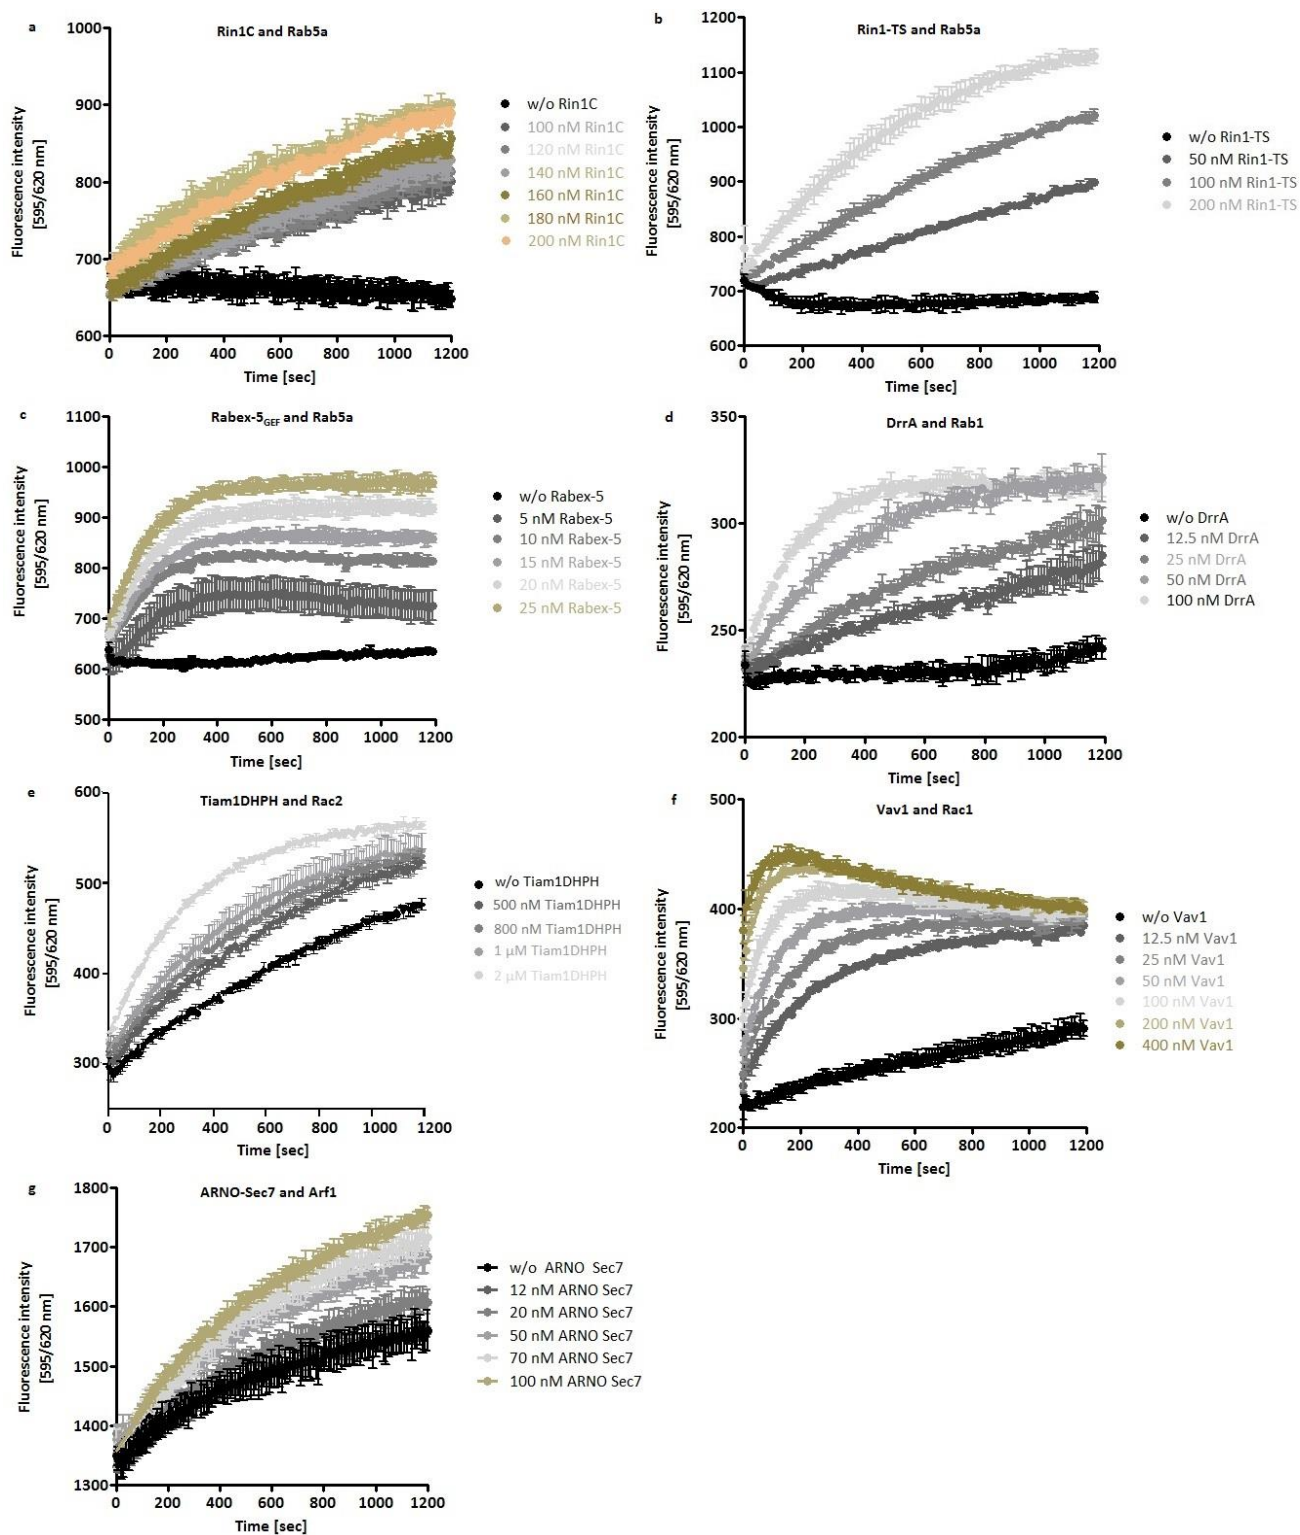 a
Rin1C and Rab5a
Fluorescence intensity
[595/620 nm]
1000
900
800
700
600
0 200 400 600 800 1000 1200
Time [sec]
w/o Rin1C
100 nM Rin1C
120 nM Rin1C
140 nM Rin1C
160 nM Rin1C
180 nM Rin1C
200 nM Rin1C
b
Rin1-TS and Rab5a
Fluorescence intensity
[595/620 nm]
1200
1100
1000
900
800
700
600
0 200 400 600 800 1000 1200
Time [sec]
w/o Rin1-TS
50 nM Rin1-TS
100 nM Rin1-TS
200 nM Rin1-TS
c
Rabex-5GEF and Rab5a
Fluorescence intensity
[595/620 nm]
1100
1000
900
800
700
600
500
0 200 400 600 800 1000 1200
Time [sec]
w/o Rabex-5
5 nM Rabex-5
10 nM Rabex-5
15 nM Rabex-5
20 nM Rabex-5
25 nM Rabex-5
d
DrrA and Rab1
Fluorescence intensity
[595/620 nm]
350
300
250
200
0 200 400 600 800 1000 1200
Time [sec]
w/o DrrA
12.5 nM DrrA
25 nM DrrA
50 nM DrrA
100 nM DrrA
e
Tiam1DHPH and Rac2
Fluorescence intensity
[595/620 nm]
600
500
400
300
0 200 400 600 800 1000 1200
Time [sec]
w/o Tiam1DHPH
500 nM Tiam1DHPH
800 nM Tiam1DHPH
1 µM Tiam1DHPH
2 µM Tiam1DHPH
f
Vav1 and Rac1
Fluorescence intensity
[595/620 nm]
500
400
300
200
0 200 400 600 800 1000 1200
Time [sec]
w/o Vav1
12.5 nM Vav1
25 nM Vav1
50 nM Vav1
100 nM Vav1
200 nM Vav1
400 nM Vav1
g
ARNO-Sec7 and Arf1
Fluorescence intensity
[595/620 nm]
1800
1700
1600
1500
1400
1300
0 200 400 600 800 1000 1200
Time [sec]
w/o ARNO Sec7
12 nM ARNO Sec7
20 nM ARNO Sec7
50 nM ARNO Sec7
70 nM ARNO Sec7
100 nM ARNO Sec7